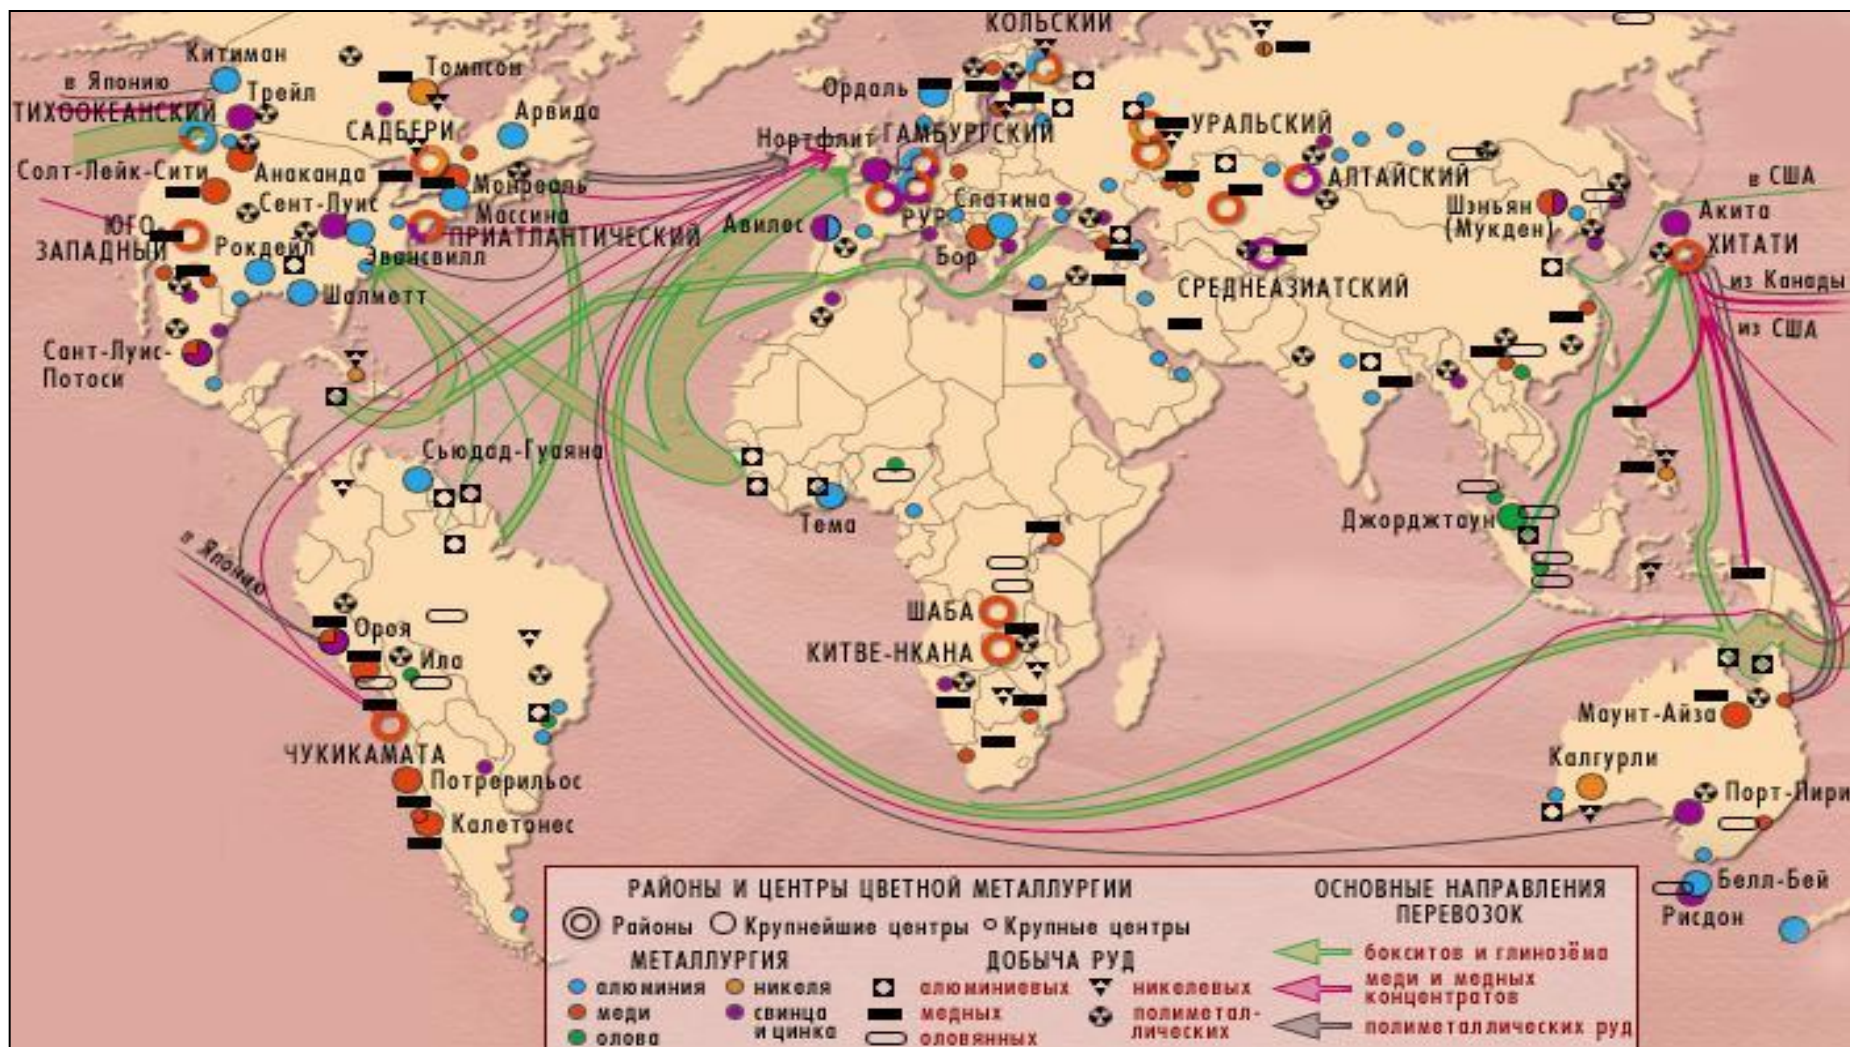 КОЛЬСКИЙ
Китиман
Томпсон
в Японию
Трейл
Ордаль
ТИХООКЕАНСКИЙ
Арвида
САДБЕРИ
Нортфлит
ГАМБУРГСКИЙ
УРАЛЬСКИЙ
Солт-Лейк-Сити
Анаканда
Монреаль
АЛТАЙСКИЙ
в США
Сент-Луис
Массина
Слатина
Шэньян
(Мукден)
Акита
ЮГО
ЗАПАДНЫЙ
Рокдейл
ПРИАТЛАНТИЧЕСКИЙ
Авилес
РУР
ХИТАТИ
Эвансвилл
Бор
Шалметт
СРЕДНЕАЗИАТСКИЙ
из Канады
из США
Сант-Луис-
Потоси
Сьюдад-Гуаяна
Тема
Джорджтаун
в Японию
ШАБА
Ороя
КИТВЕ-НКАНА
Ила
Маунт-Айза
ЧУКИКАМАТА
Потрерильос
Калгурли
Порт-Пири
Калетонес
Белл-Бей
Рисдон
РАЙОНЫ И ЦЕНТРЫ ЦВЕТНОЙ МЕТАЛЛУРГИИ
Районы Крупнейшие центры Крупные центры
МЕТАЛЛУРГИЯ
алюминия
меди
олова
никеля
свинца
и цинка
ДОБЫЧА РУД
алюминиевых
медных
оловянных
никелевых
полиметал-
лических
ОСНОВНЫЕ НАПРАВЛЕНИЯ
ПЕРЕВОЗОК
бокситов и глинозёма
меди и медных
концентратов
полиметаллических руд